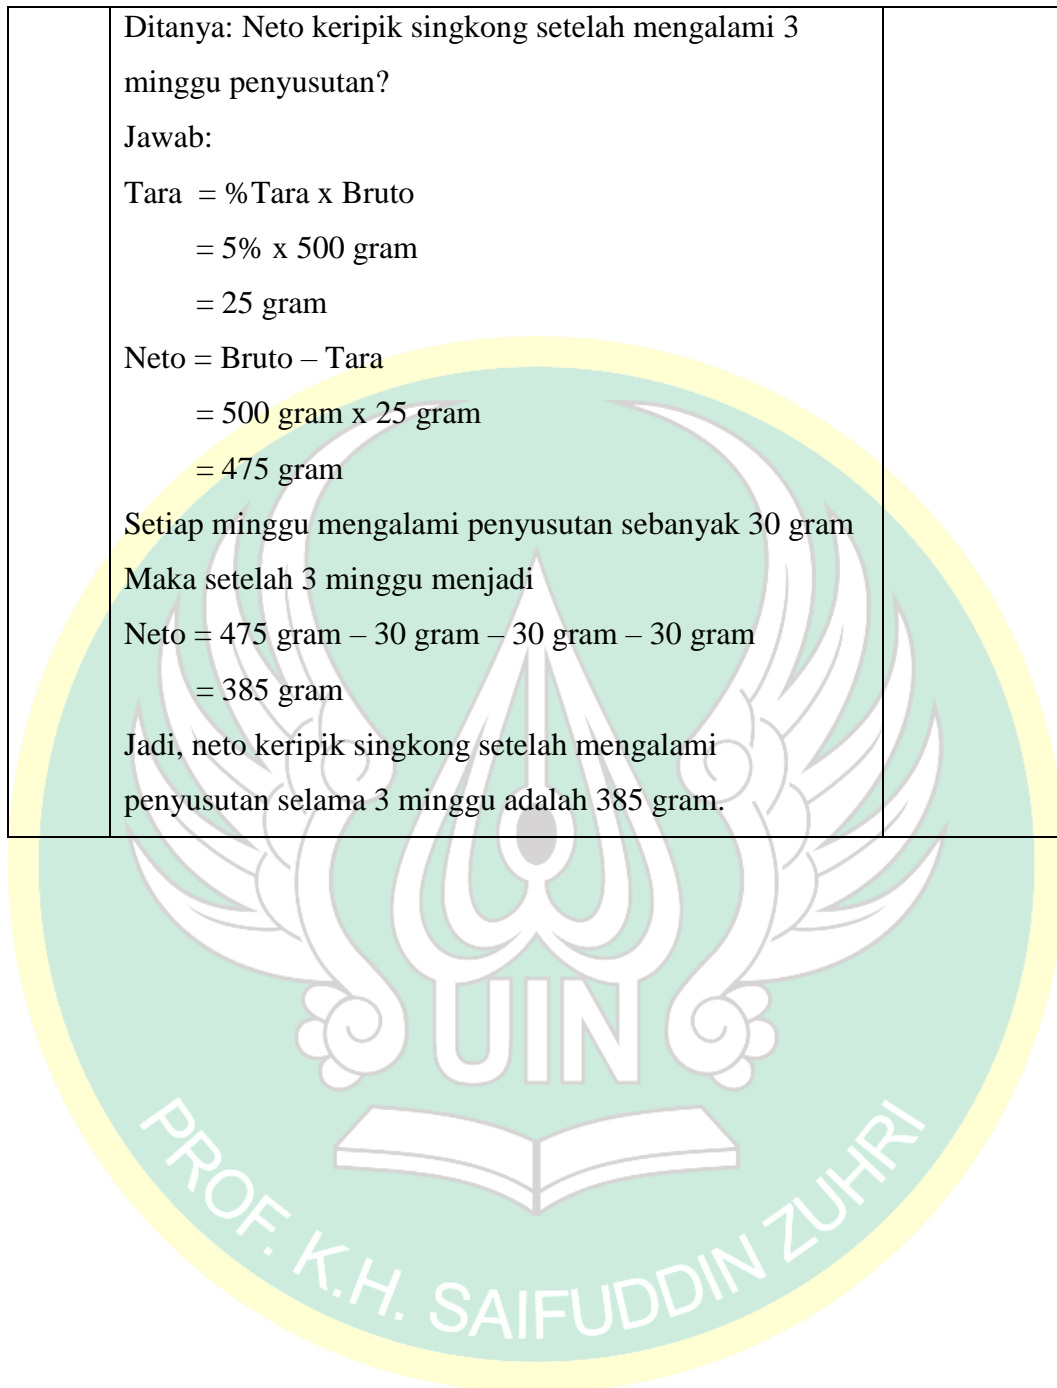 Ditanya: Neto keripik singkong setelah mengalami 3
minggu penyusutan?
Jawab:
Tara = %Tara x Bruto
= 5% x 500 gram
= 25 gram
Neto = Bruto – Tara
= 500 gram x 25 gram
= 475 gram
Setiap minggu mengalami penyusutan sebanyak 30 gram
Maka setelah 3 minggu menjadi
Neto = 475 gram – 30 gram – 30 gram – 30 gram
= 385 gram
Jadi, neto keripik singkong setelah mengalami
penyusutan selama 3 minggu adalah 385 gram.
UIN
PROF. K.H. SAIFUDDIN ZUHRI